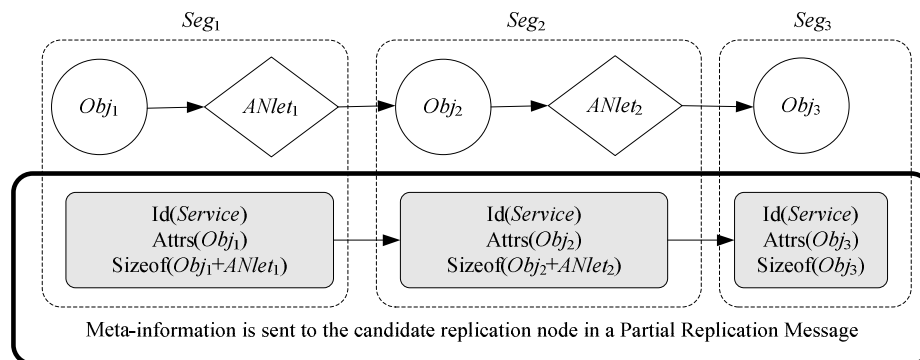 Seg₁ Seg₂ Seg₃
Obj₁ ANlet₁ Obj₂ ANlet₂ Obj₃
Id(Service)
Attrs(Obj₁)
Sizeof(Obj₁+ANlet₁)
Id(Service)
Attrs(Obj₂)
Sizeof(Obj₂+ANlet₂)
Id(Service)
Attrs(Obj₃)
Sizeof(Obj₃)
Meta-information is sent to the candidate replication node in a Partial Replication Message